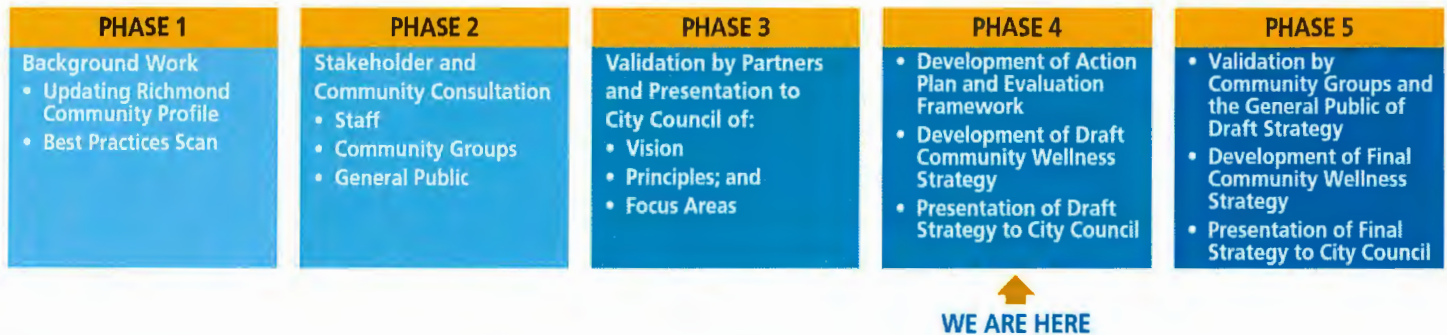 PHASE 1
Background Work
• Updating Richmond
Community Profile
• Best Practices Scan
PHASE 2
Stakeholder and
Community Consultation
• Staff
• Community Groups
• General Public
PHASE 3
Validation by Partners
and Presentation to
City Council of:
• Vision
• Principles; and
• Focus Areas
PHASE 4
• Development of Action
Plan and Evaluation
Framework
• Development of Draft
Community Wellness
Strategy
• Presentation of Draft
Strategy to City Council
PHASE 5
• Validation by
Community Groups and
the General Public of
Draft Strategy
• Development of Final
Community Wellness
Strategy
• Presentation of Final
Strategy to City Council
WE ARE HERE